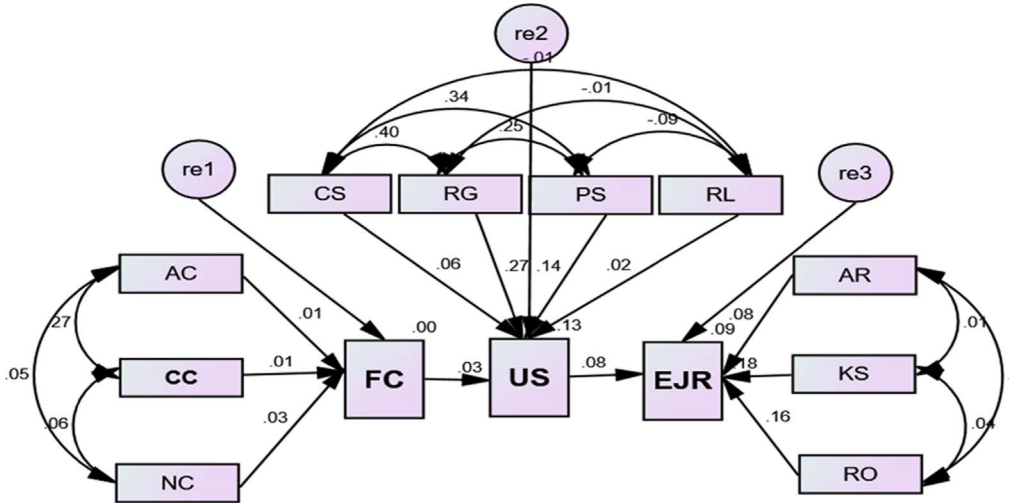 re2
-.01
.34
-.01
.40
.25
-.09
re1
re3
CS
RG
PS
RL
AC
AR
.06
.27
.14
.02
.01
.00
.13
.09
.08
.01
.27
.05
CC
.01
FC
.03
US
.08
EJR
.18
KS
.06
.03
.16
.04
NC
RO